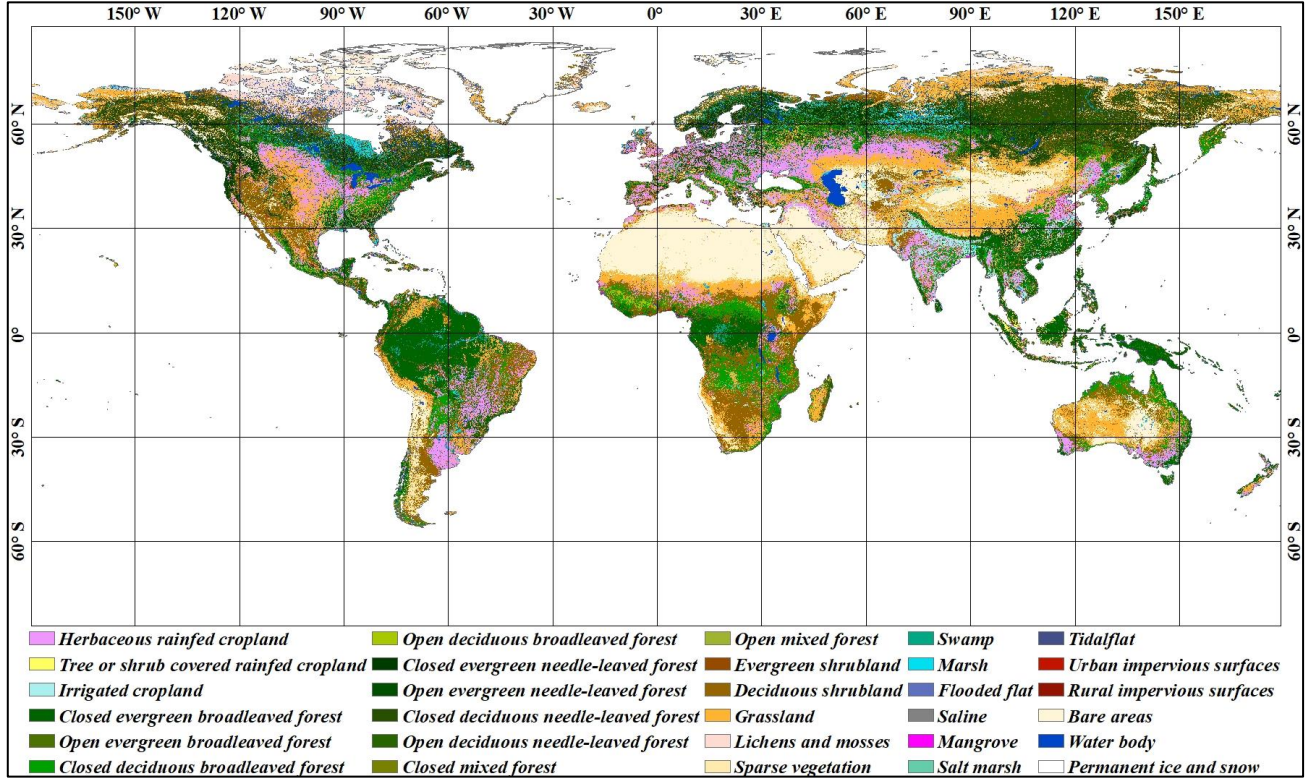 150° W 120° W 90° W 60° W 30° W 0° 30° E 60° E 90° E 120° E 150° E
60° N 60° N
30° N 30° N
0° 0°
30° S 30° S
60° S 60° S
Herbaceous rainfed cropland Open deciduous broadleaved forest Open mixed forest Swamp Tidalflat
Tree or shrub covered rainfed cropland Closed evergreen needle-leaved forest Evergreen shrubland Marsh Urban impervious surfaces
Irrigated cropland Open evergreen needle-leaved forest Deciduous shrubland Flooded flat Rural impervious surfaces
Closed evergreen broadleaved forest Closed deciduous needle-leaved forest Grassland Saline Bare areas
Open evergreen broadleaved forest Open deciduous needle-leaved forest Lichens and mosses Mangrove Water body
Closed deciduous broadleaved forest Closed mixed forest Sparse vegetation Salt marsh Permanent ice and snow